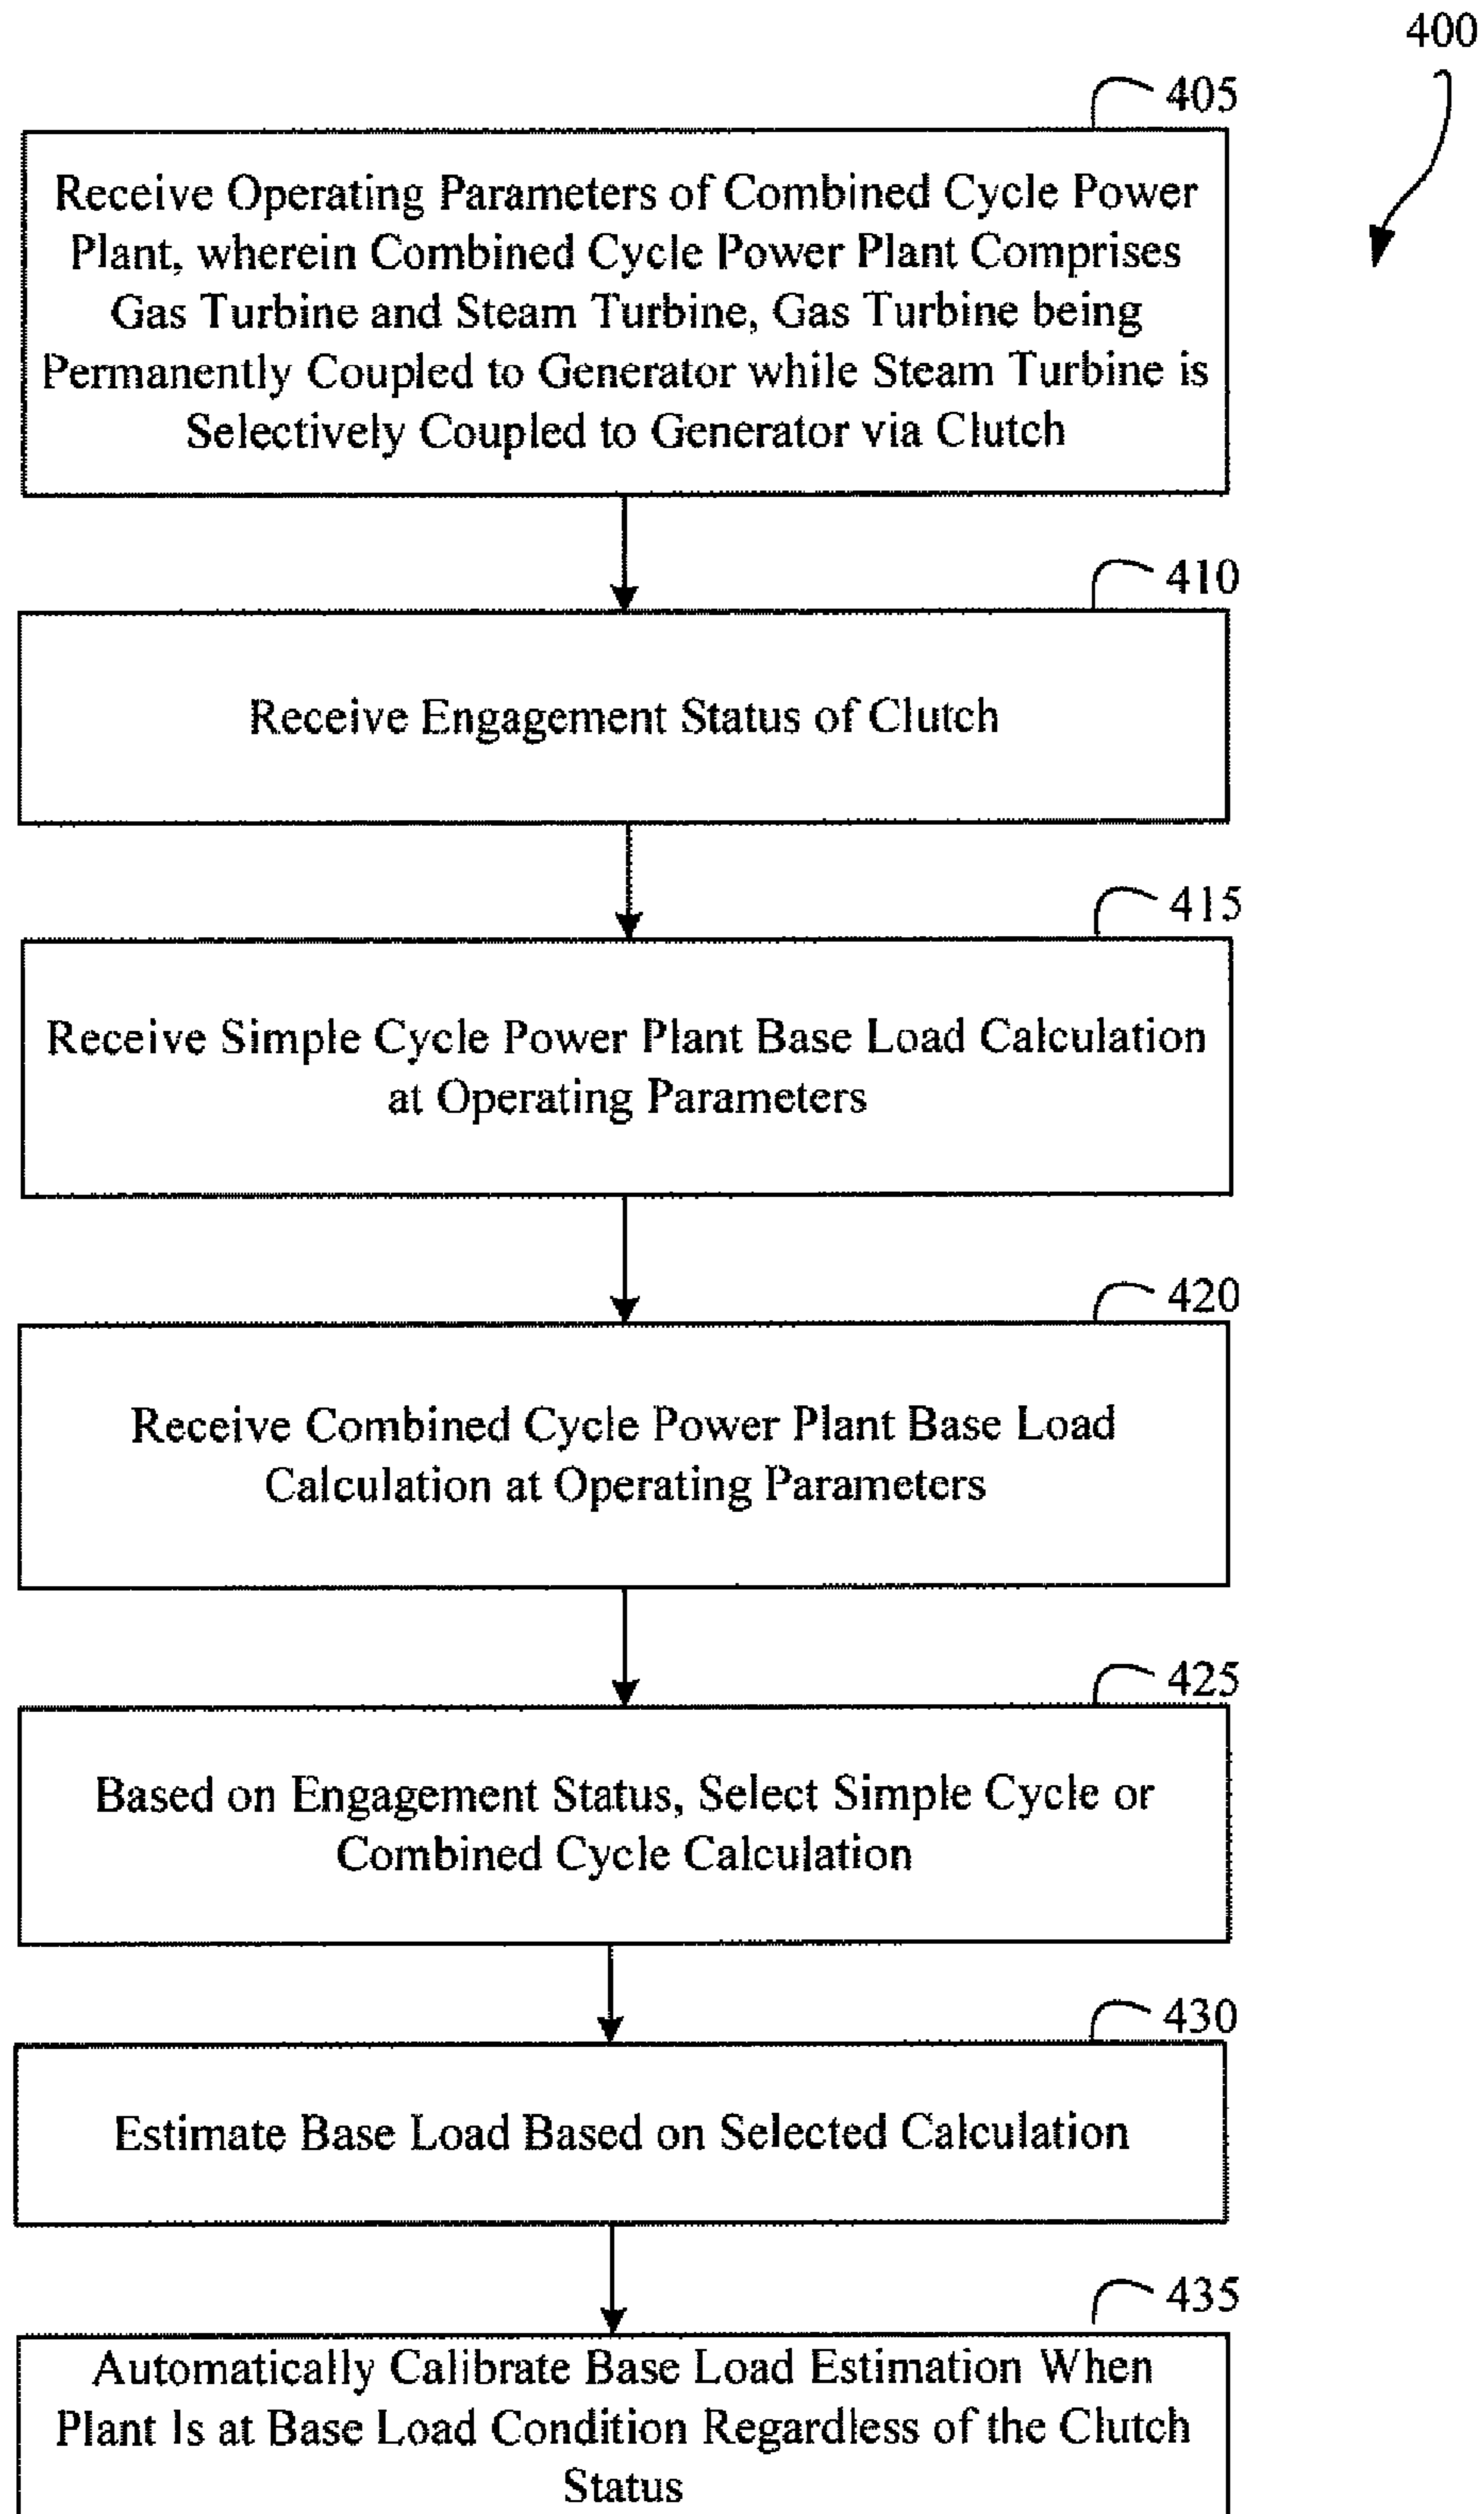 400
405
Receive Operating Parameters of Combined Cycle Power
Plant, wherein Combined Cycle Power Plant Comprises
Gas Turbine and Steam Turbine, Gas Turbine being
Permanently Coupled to Generator while Steam Turbine is
Selectively Coupled to Generator via Clutch
410
Receive Engagement Status of Clutch
415
Receive Simple Cycle Power Plant Base Load Calculation
at Operating Parameters
420
Receive Combined Cycle Power Plant Base Load
Calculation at Operating Parameters
425
Based on Engagement Status, Select Simple Cycle or
Combined Cycle Calculation
430
Estimate Base Load Based on Selected Calculation
435
Automatically Calibrate Base Load Estimation When
Plant Is at Base Load Condition Regardless of the Clutch
Status